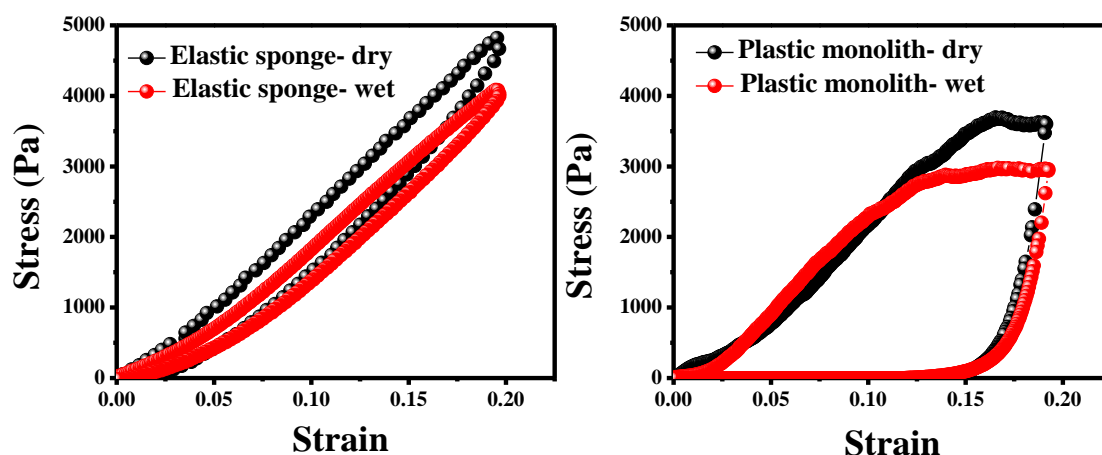 Elastic sponge- dry
Elastic sponge- wet
5000
4000
3000
2000
1000
0
0.00 0.05 0.10 0.15 0.20
Stress (Pa)
Strain
Plastic monolith- dry
Plastic monolith- wet
5000
4000
3000
2000
1000
0
0.00 0.05 0.10 0.15 0.20
Stress (Pa)
Strain